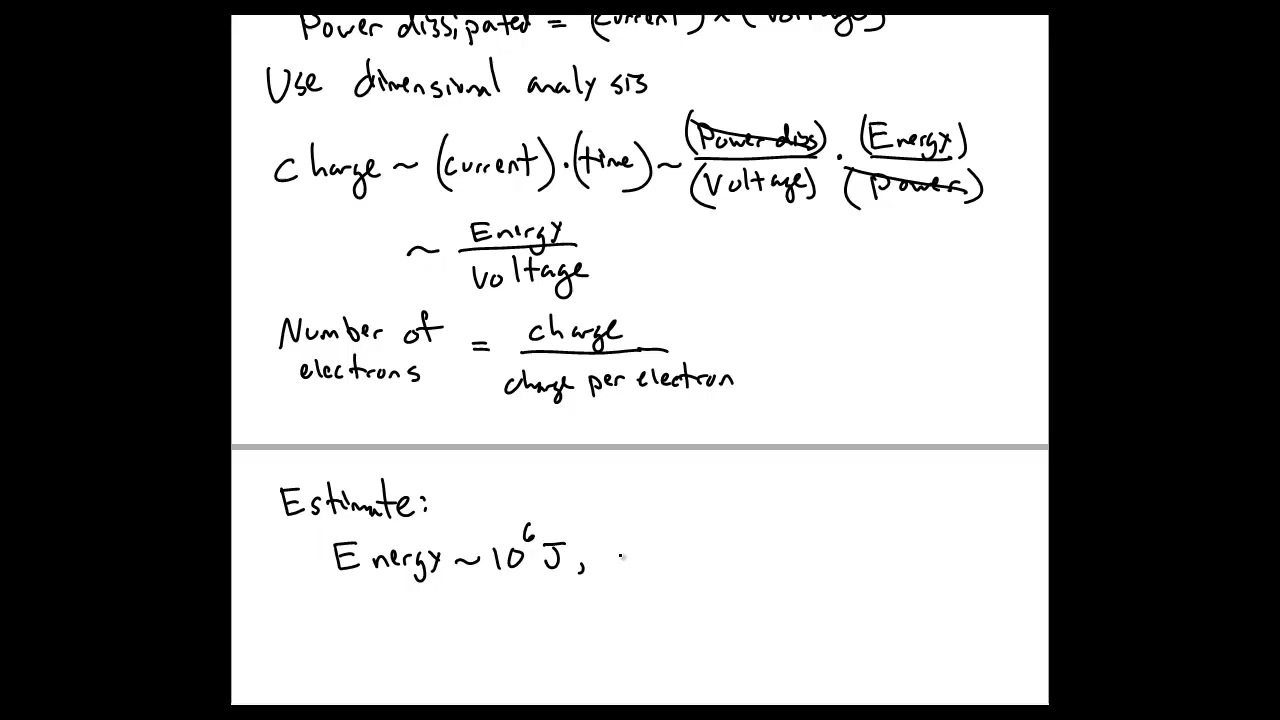 Power dissipated = (current) x (voltage)
Use dimensional analysis
charge ~ (current) · (time) ~ (Power diss) / (Voltage) · (Energy) / (Power)
~ Energy / Voltage
Number of electrons = charge / charge per electron
Estimate:
Energy ~ 10^6 J,